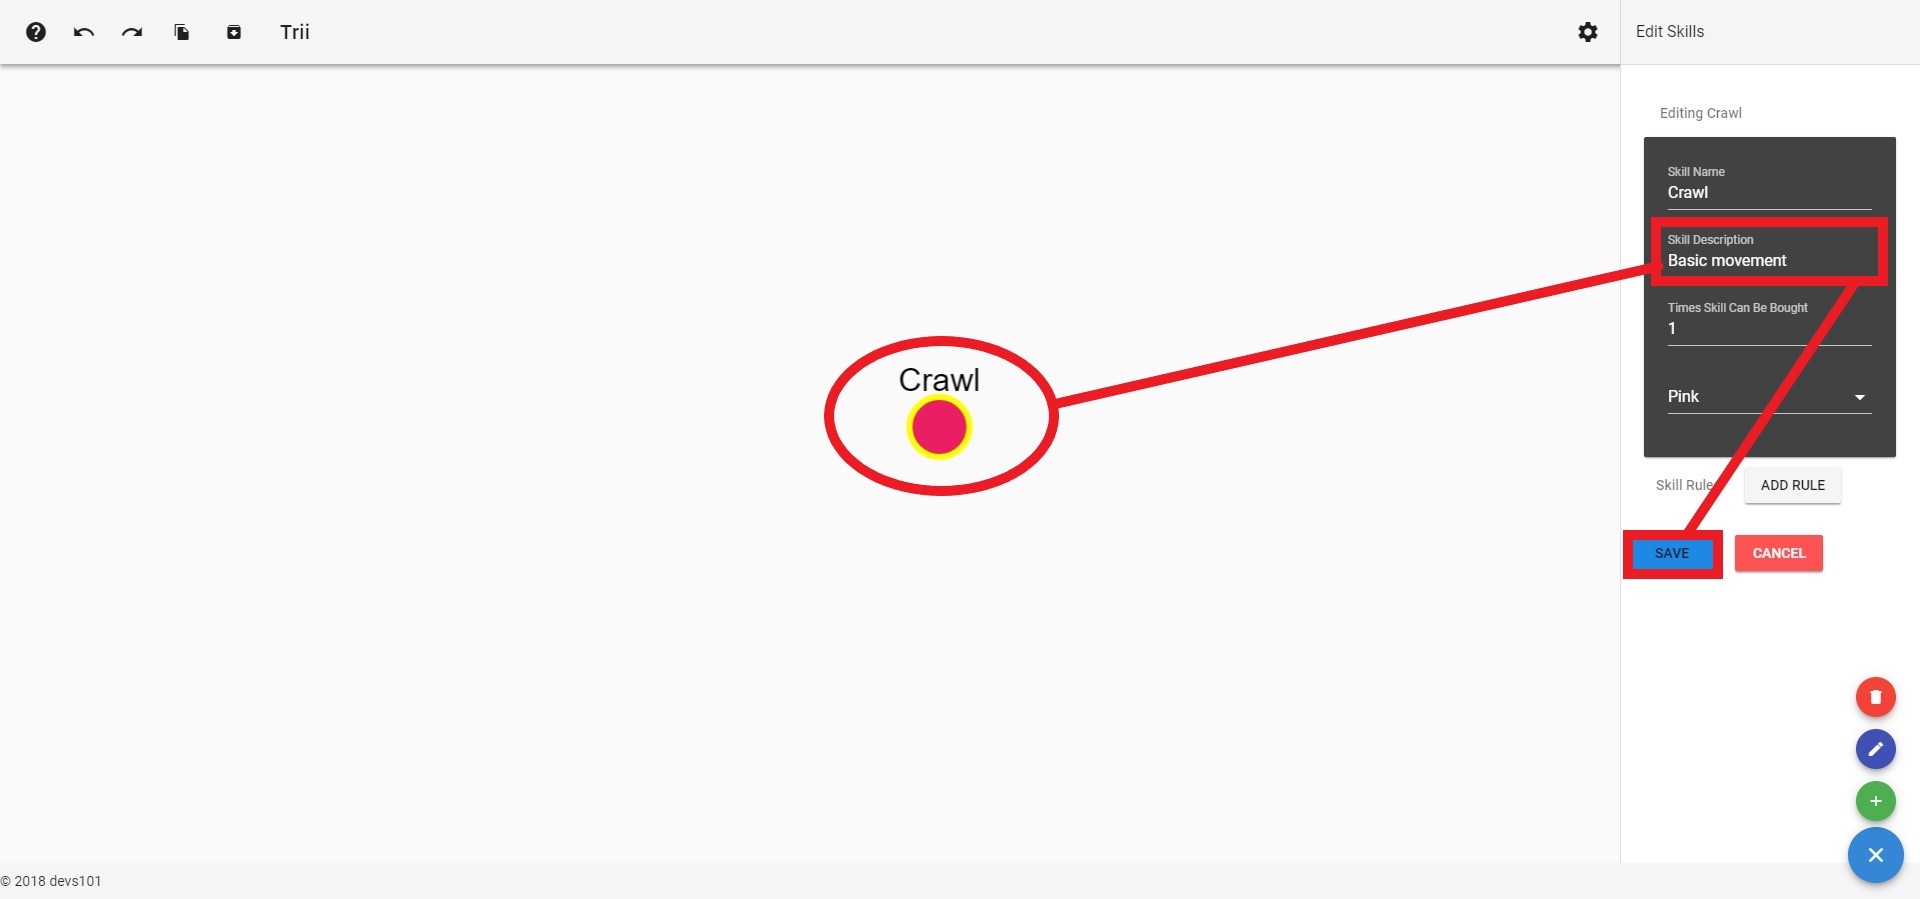 Trii
Edit Skills
Editing Crawl
Skill Name
Crawl
Skill Description
Basic movement
Times Skill Can Be Bought
1
Pink
Skill Rule
ADD RULE
SAVE
CANCEL
Crawl
© 2018 devs101